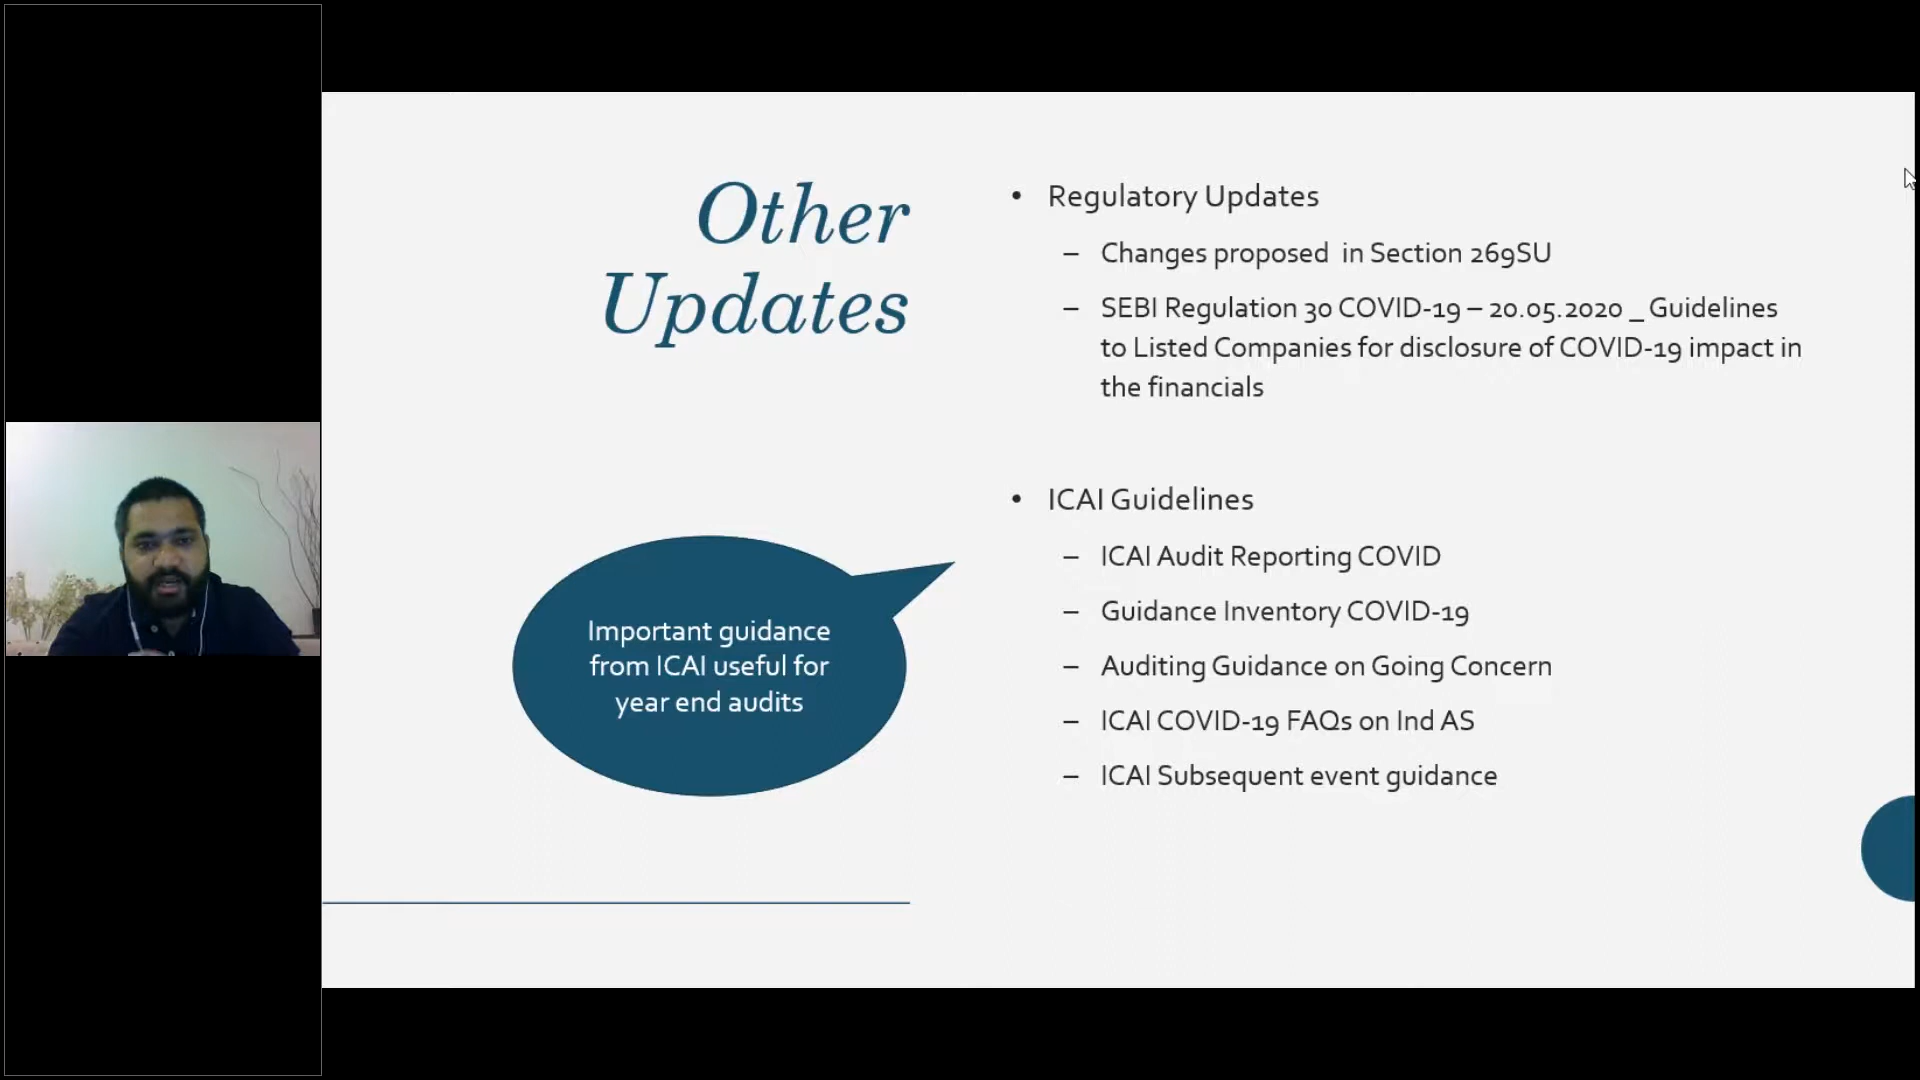 Other
Updates
• Regulatory Updates
– Changes proposed  in Section 269SU
– SEBI Regulation 30 COVID-19 – 20.05.2020 _ Guidelines
to Listed Companies for disclosure of COVID-19 impact in
the financials
• ICAI Guidelines
– ICAI Audit Reporting COVID
– Guidance Inventory COVID-19
– Auditing Guidance on Going Concern
– ICAI COVID-19 FAQs on Ind AS
– ICAI Subsequent event guidance
Important guidance
from ICAI useful for
year end audits